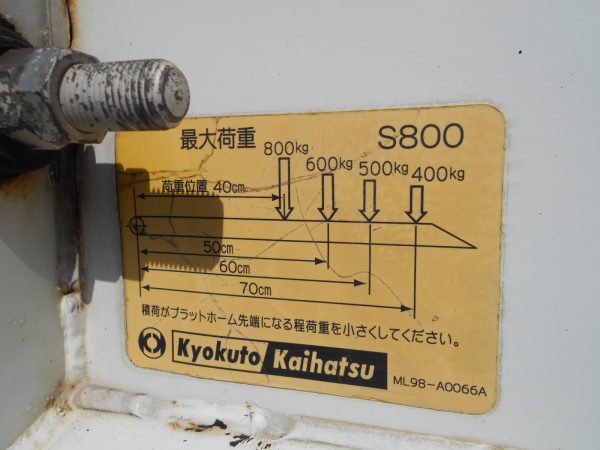 最大荷重
S800
800kg
600kg
500kg
400kg
荷重位置 40cm
50cm
60cm
70cm
積荷がプラットホーム先端になる程荷重を小さくしてください。
Kyokuto Kaihatsu
ML98-A0066A